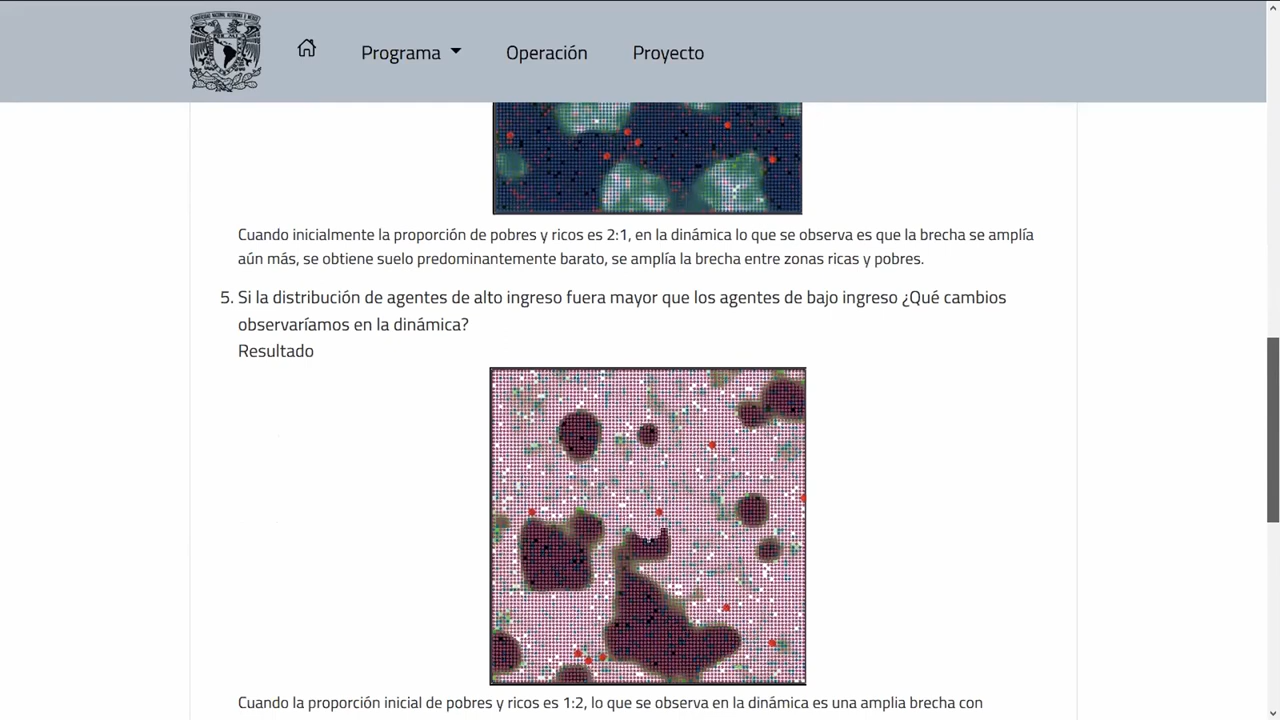 Programa
Operación
Proyecto
Cuando inicialmente la proporción de pobres y ricos es 2:1, en la dinámica lo que se observa es que la brecha se amplía
aún más, se obtiene suelo predominantemente barato, se amplía la brecha entre zonas ricas y pobres.
5. Si la distribución de agentes de alto ingreso fuera mayor que los agentes de bajo ingreso ¿Qué cambios
observaríamos en la dinámica?
Resultado
Cuando la proporción inicial de pobres y ricos es 1:2, lo que se observa en la dinámica es una amplia brecha con